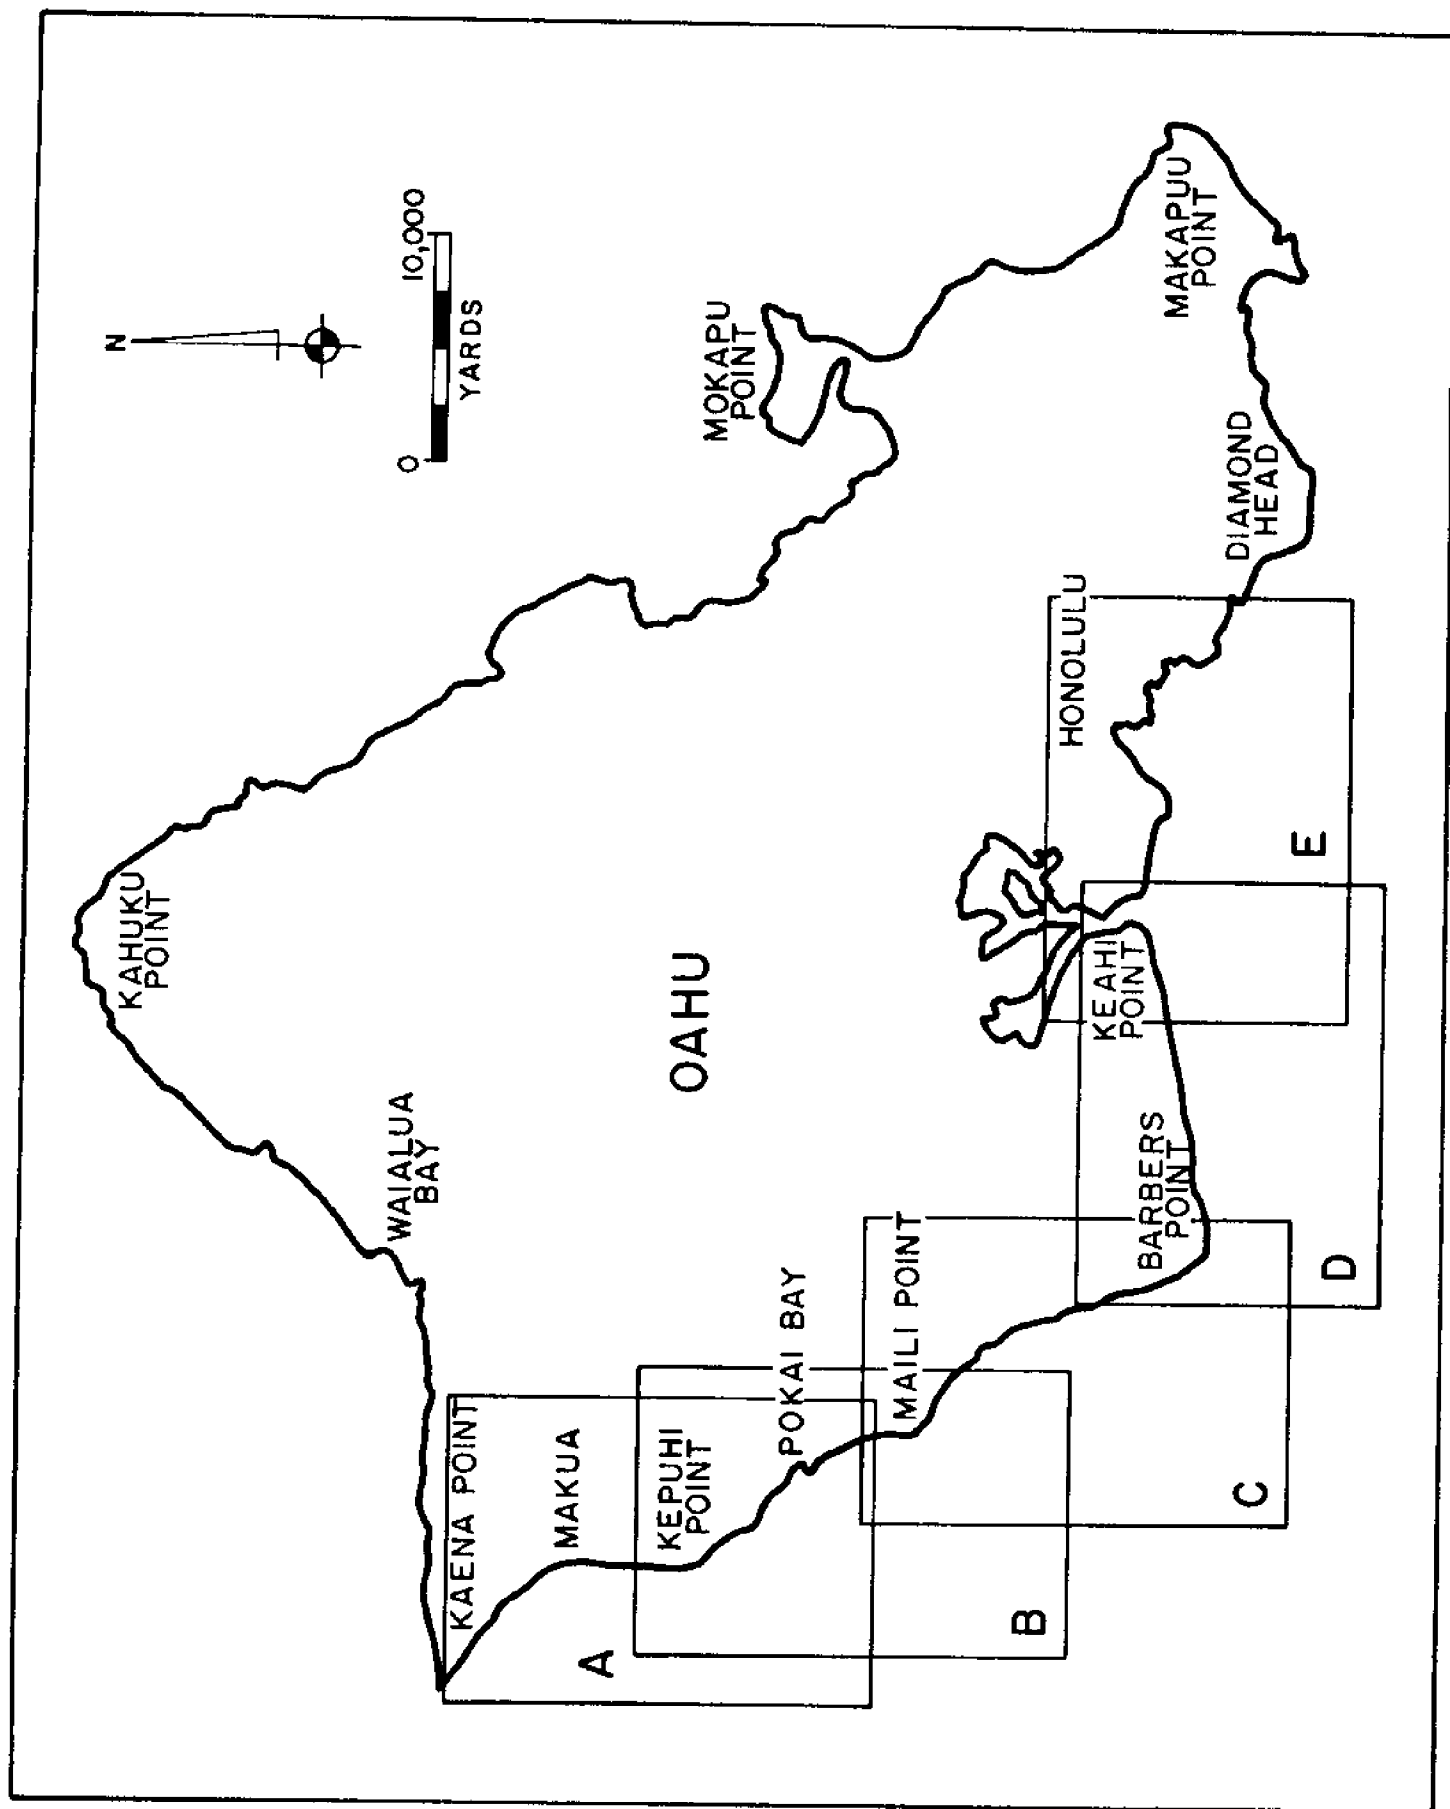 N
0 10,000
YARDS
KAHUKU
POINT
WAIALUA
BAY
MOKAPU
POINT
OAHU
KAENA POINT
MAKUA
KEPUHI
POINT
POKAI BAY
MAILI POINT
BARBERS
POINT
KEAHI
POINT
HONOLULU
DIAMOND
HEAD
MAKAPUU
POINT
A
B
C
D
E